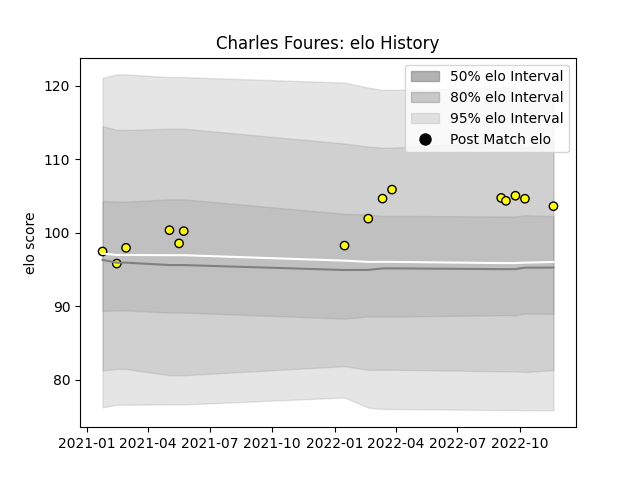 Charles Foures: elo History
50% elo Interval
80% elo Interval
95% elo Interval
Post Match elo
elo score
120
110
100
90
80
2021-01 2021-04 2021-07 2021-10 2022-01 2022-04 2022-07 2022-10